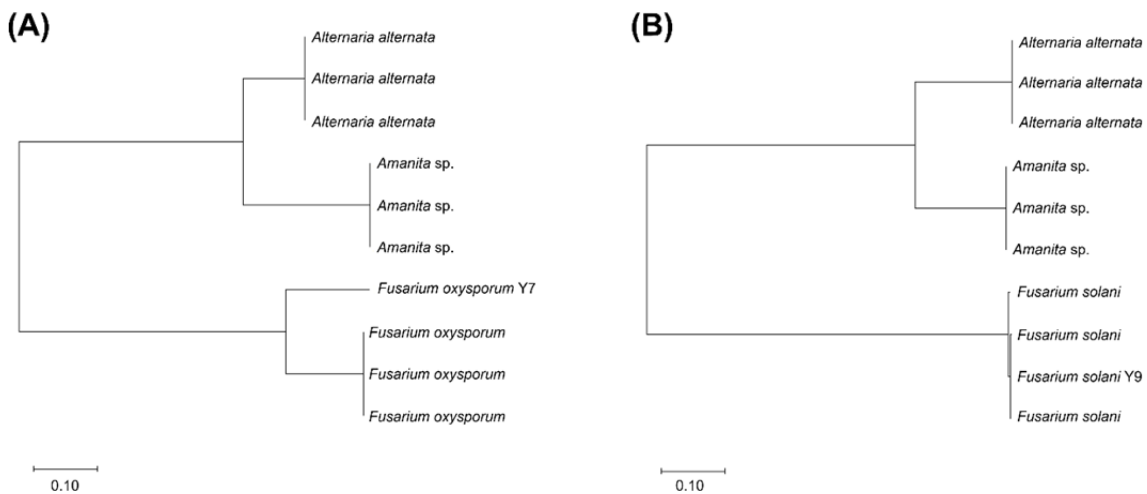 (A)
Alternaria alternata
Alternaria alternata
Alternaria alternata
Amanita sp.
Amanita sp.
Amanita sp.
Fusarium oxysporum Y7
Fusarium oxysporum
Fusarium oxysporum
Fusarium oxysporum
0.10
(B)
Alternaria alternata
Alternaria alternata
Alternaria alternata
Amanita sp.
Amanita sp.
Amanita sp.
Fusarium solani
Fusarium solani
Fusarium solani Y9
Fusarium solani
0.10